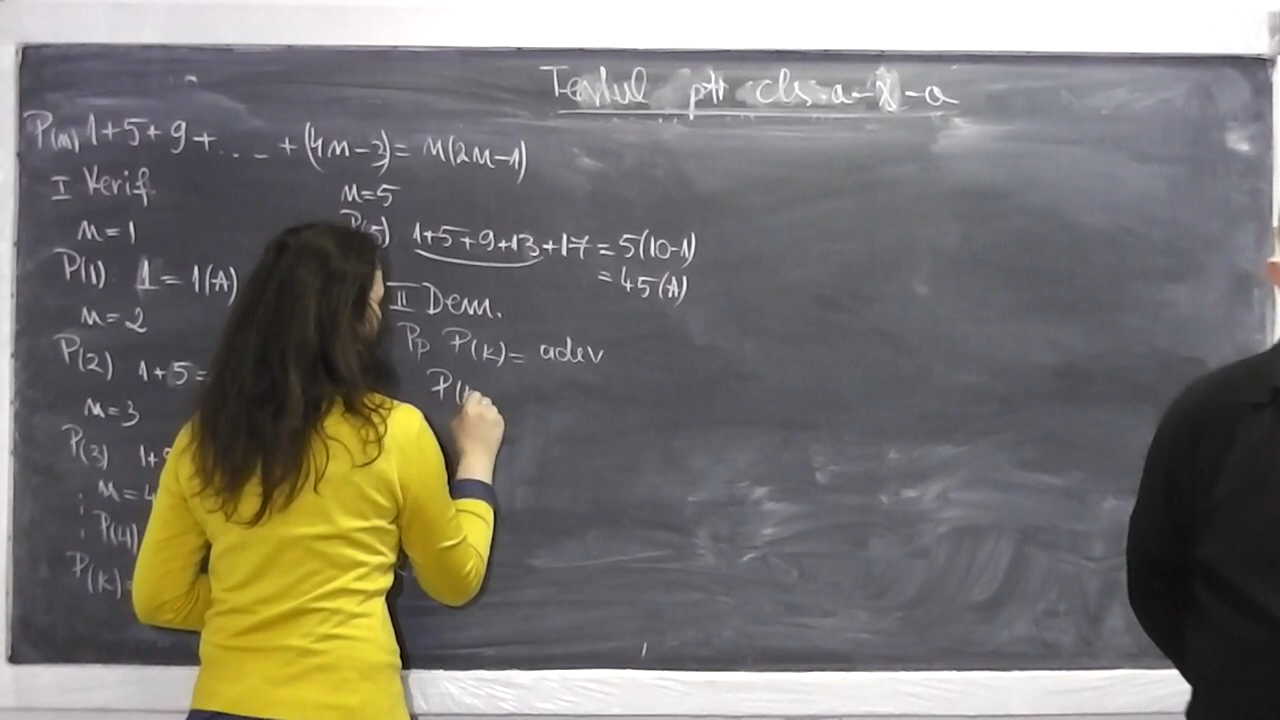 Testul ptr cls. a-X-a
P(n) 1+5+9+....+(4n-3)= n(2n-1)
I Verif.
n=1
P(1) 1=1(A)
n=2
P(2) 1+5=
n=3
P(3) 1+
n=4
P(4)
P(K)=
n=5
P(5) 1+5+9+13+17=5(10-1)
=45(A)
II Dem.
Pp P(K)= adev
P(